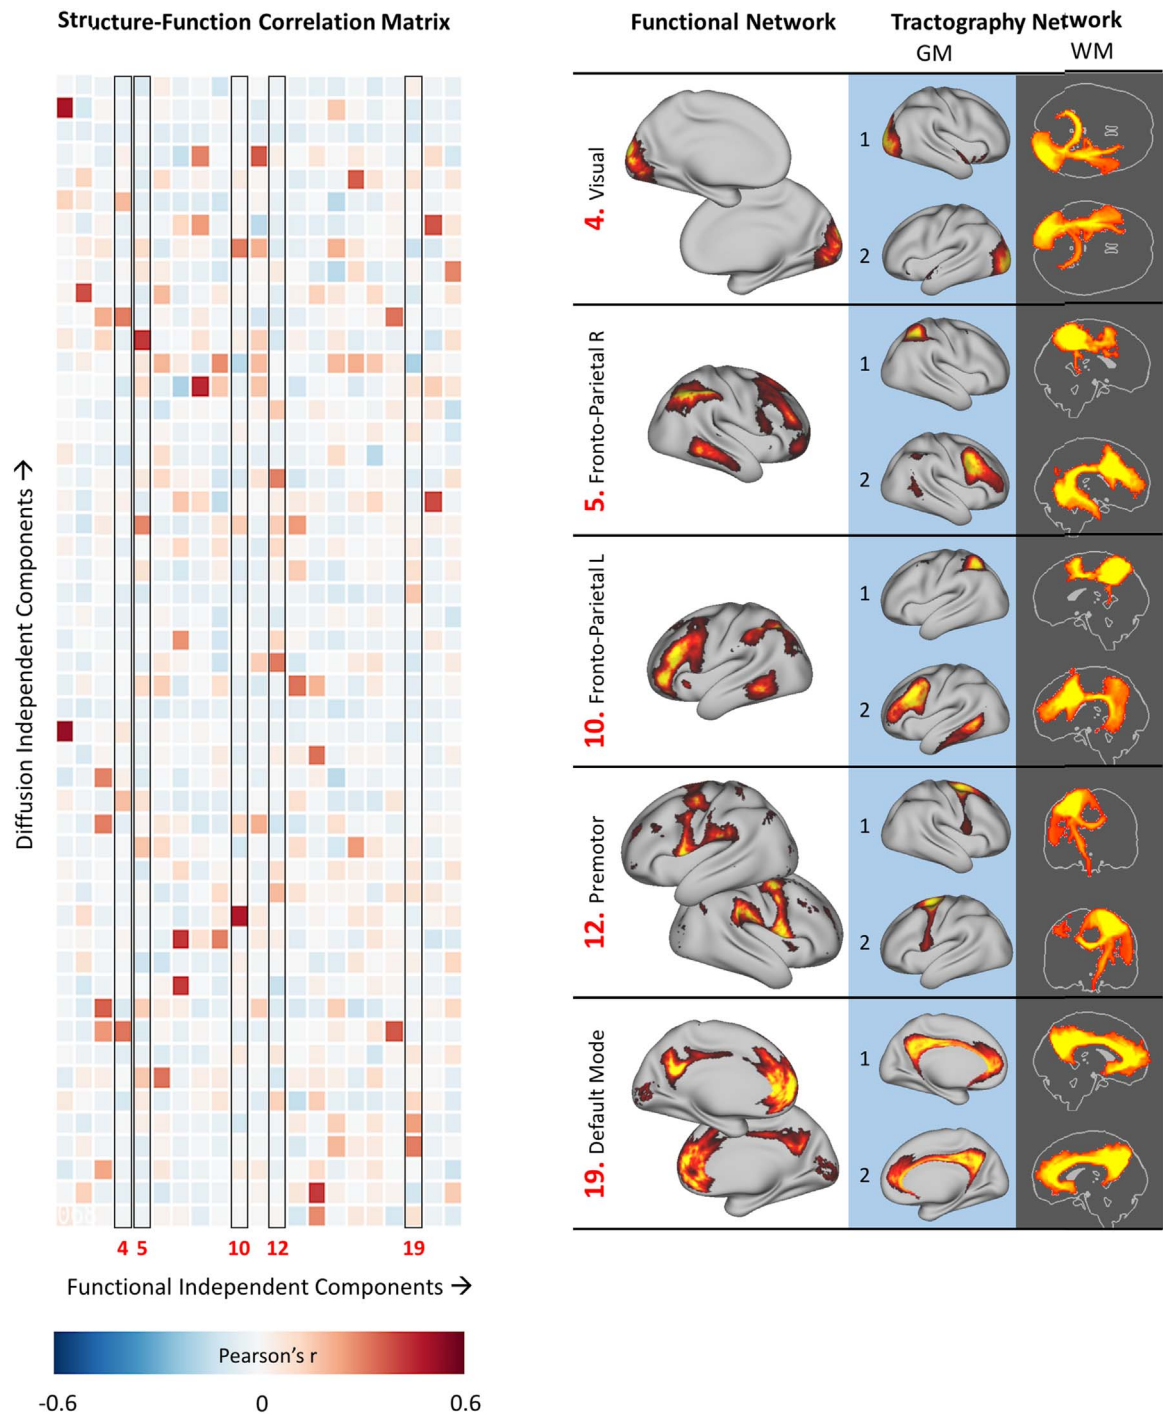 Structure-Function Correlation Matrix
Functional Network
Tractography Network
GM
WM
Diffusion Independent Components →
4 5 10 12 19
Functional Independent Components →
Pearson's r
-0.6 0 0.6
4. Visual
1
2
5. Fronto-Parietal R
1
2
10. Fronto-Parietal L
1
2
12. Premotor
1
2
19. Default Mode
1
2